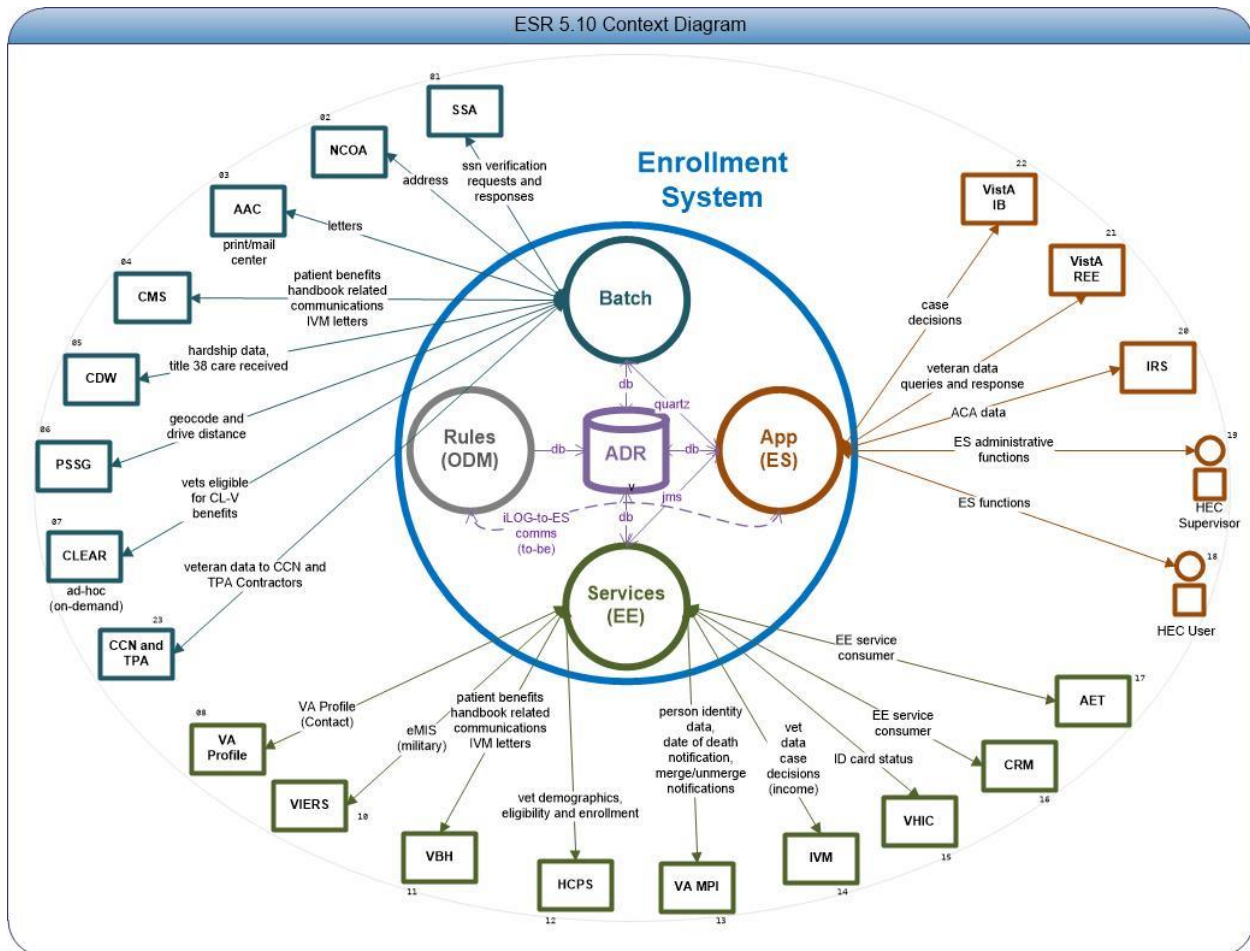 ESR 5.10 Context Diagram
01
SSA
ssn verification
requests and
responses
02
NCOA
address
03
AAC
print/mail
center
letters
04
CMS
patient benefits
handbook related
communications
IVM letters
05
CDW
hardship data,
title 38 care received
06
PSSG
geocode and
drive distance
07
CLEAR
ad-hoc
(on-demand)
vets eligible
for CL-V
benefits
23
CCN and
TPA
veteran data to CCN and
TPA Contractors
Enrollment
System
Batch
Rules
(ODM)
ADR
App
(ES)
Services
(EE)
db
quartz
db
db
v
jms
db
iLOG-to-ES
comms
(to-be)
22
VistA
IB
case
decisions
21
VistA
REE
veteran data
queries and response
20
IRS
ACA data
19
HEC
Supervisor
ES administrative
functions
18
HEC User
ES functions
08
VA
Profile
VA Profile
(Contact)
VIERS
10
eMIS
(military)
VBH
11
patient benefits
handbook related
communications
IVM letters
HCPS
12
vet demographics,
eligibility and enrollment
VA MPI
13
person identity
data,
date of death
notification,
merge/unmerge
notifications
IVM
14
vet
data
case
decisions
(income)
VHIC
15
ID card status
CRM
16
EE service
consumer
17
AET
EE service
consumer